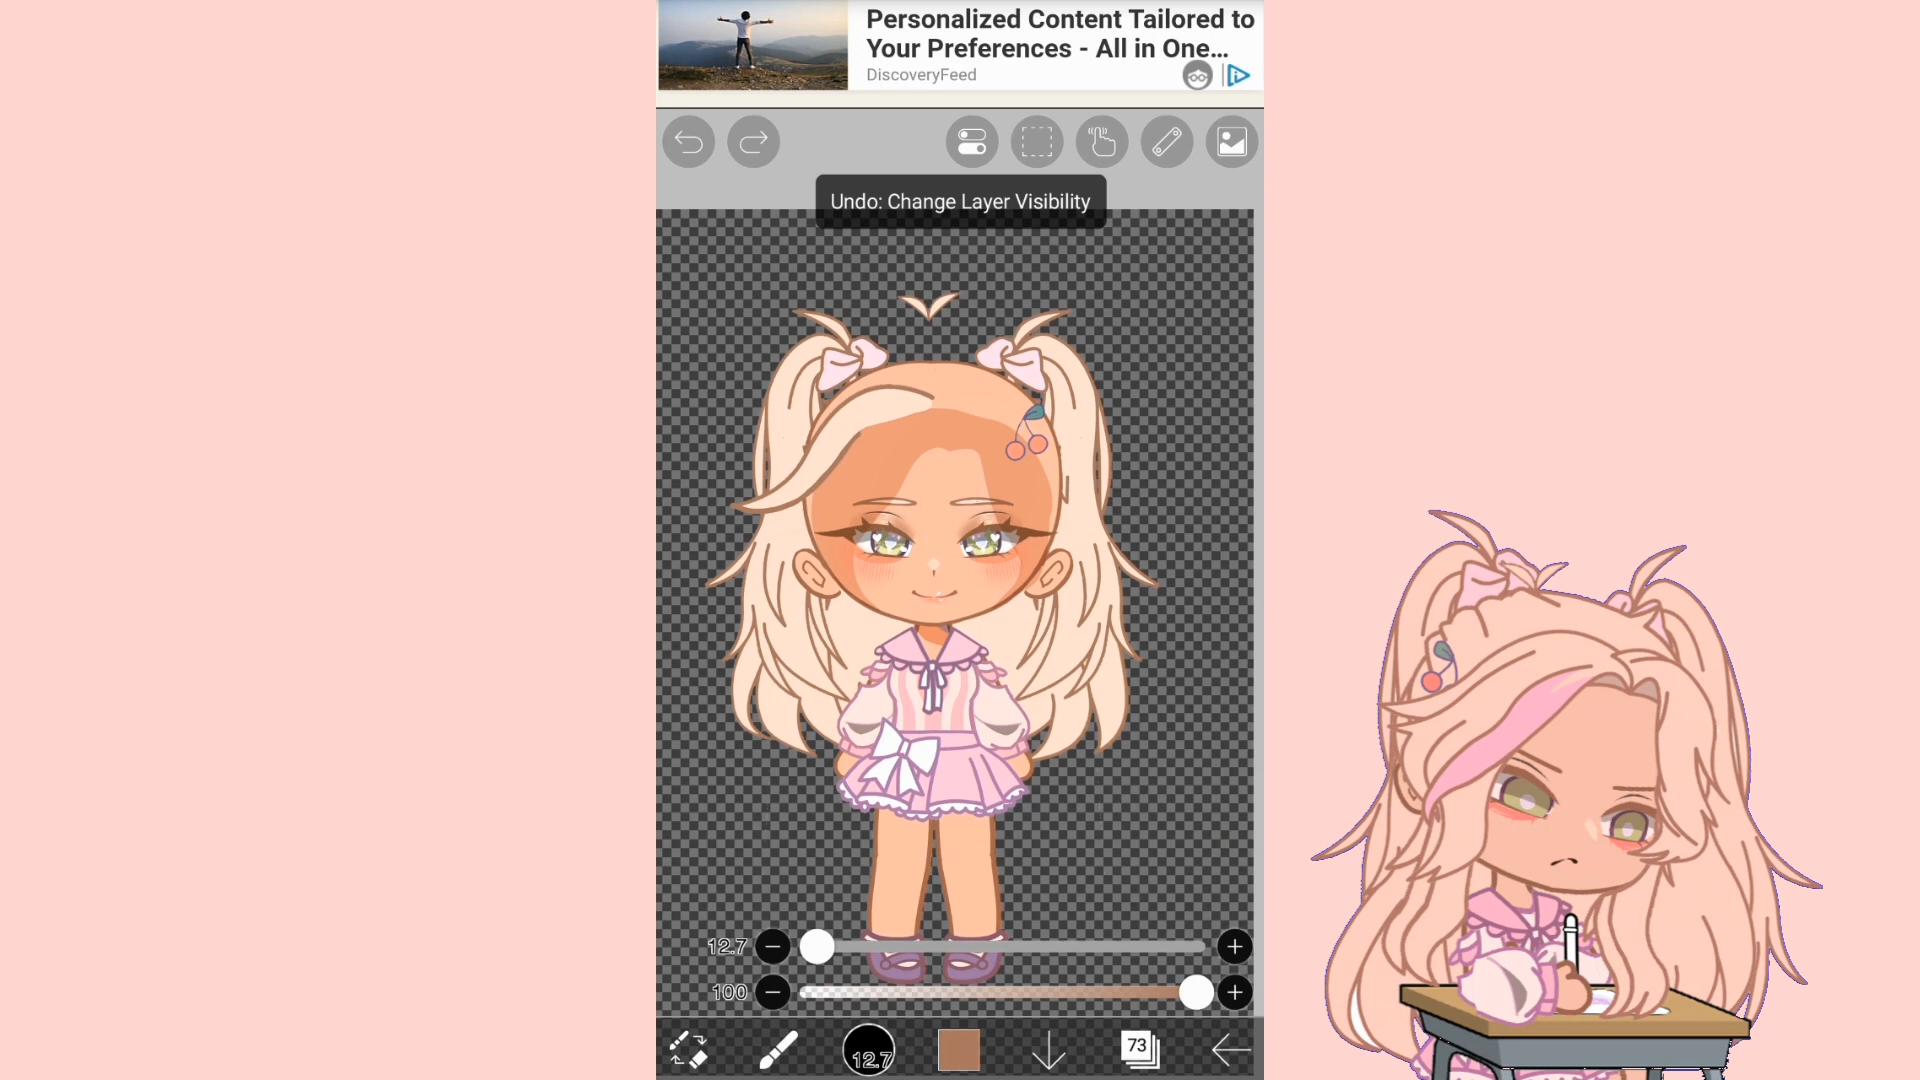 Personalized Content Tailored to
Your Preferences - All in One...
DiscoveryFeed
Undo: Change Layer Visibility
12.7
100
12.7
73